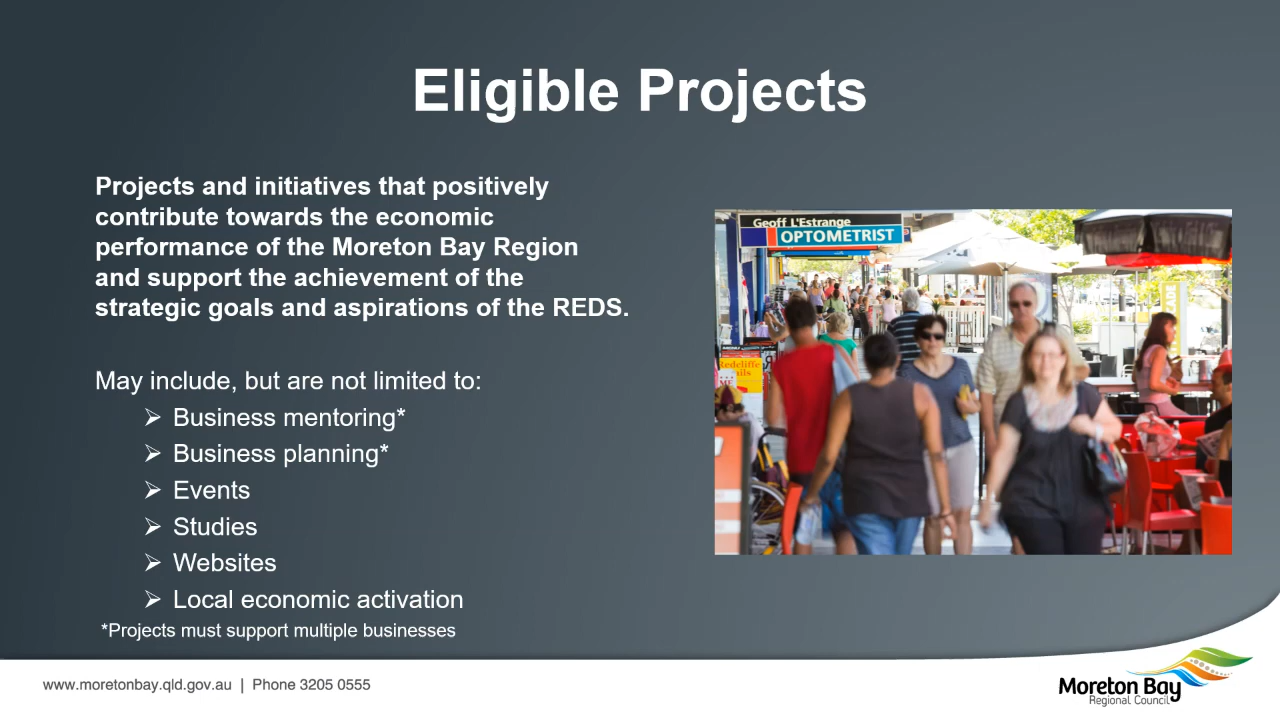 Eligible Projects
Projects and initiatives that positively
contribute towards the economic
performance of the Moreton Bay Region
and support the achievement of the
strategic goals and aspirations of the REDS.
May include, but are not limited to:
➢ Business mentoring*
➢ Business planning*
➢ Events
➢ Studies
➢ Websites
➢ Local economic activation
*Projects must support multiple businesses
Geoff L'Estrange
OPTOMETRIST
Redcliffe
www.moretonbay.qld.gov.au | Phone 3205 0555
Moreton Bay
Regional Council